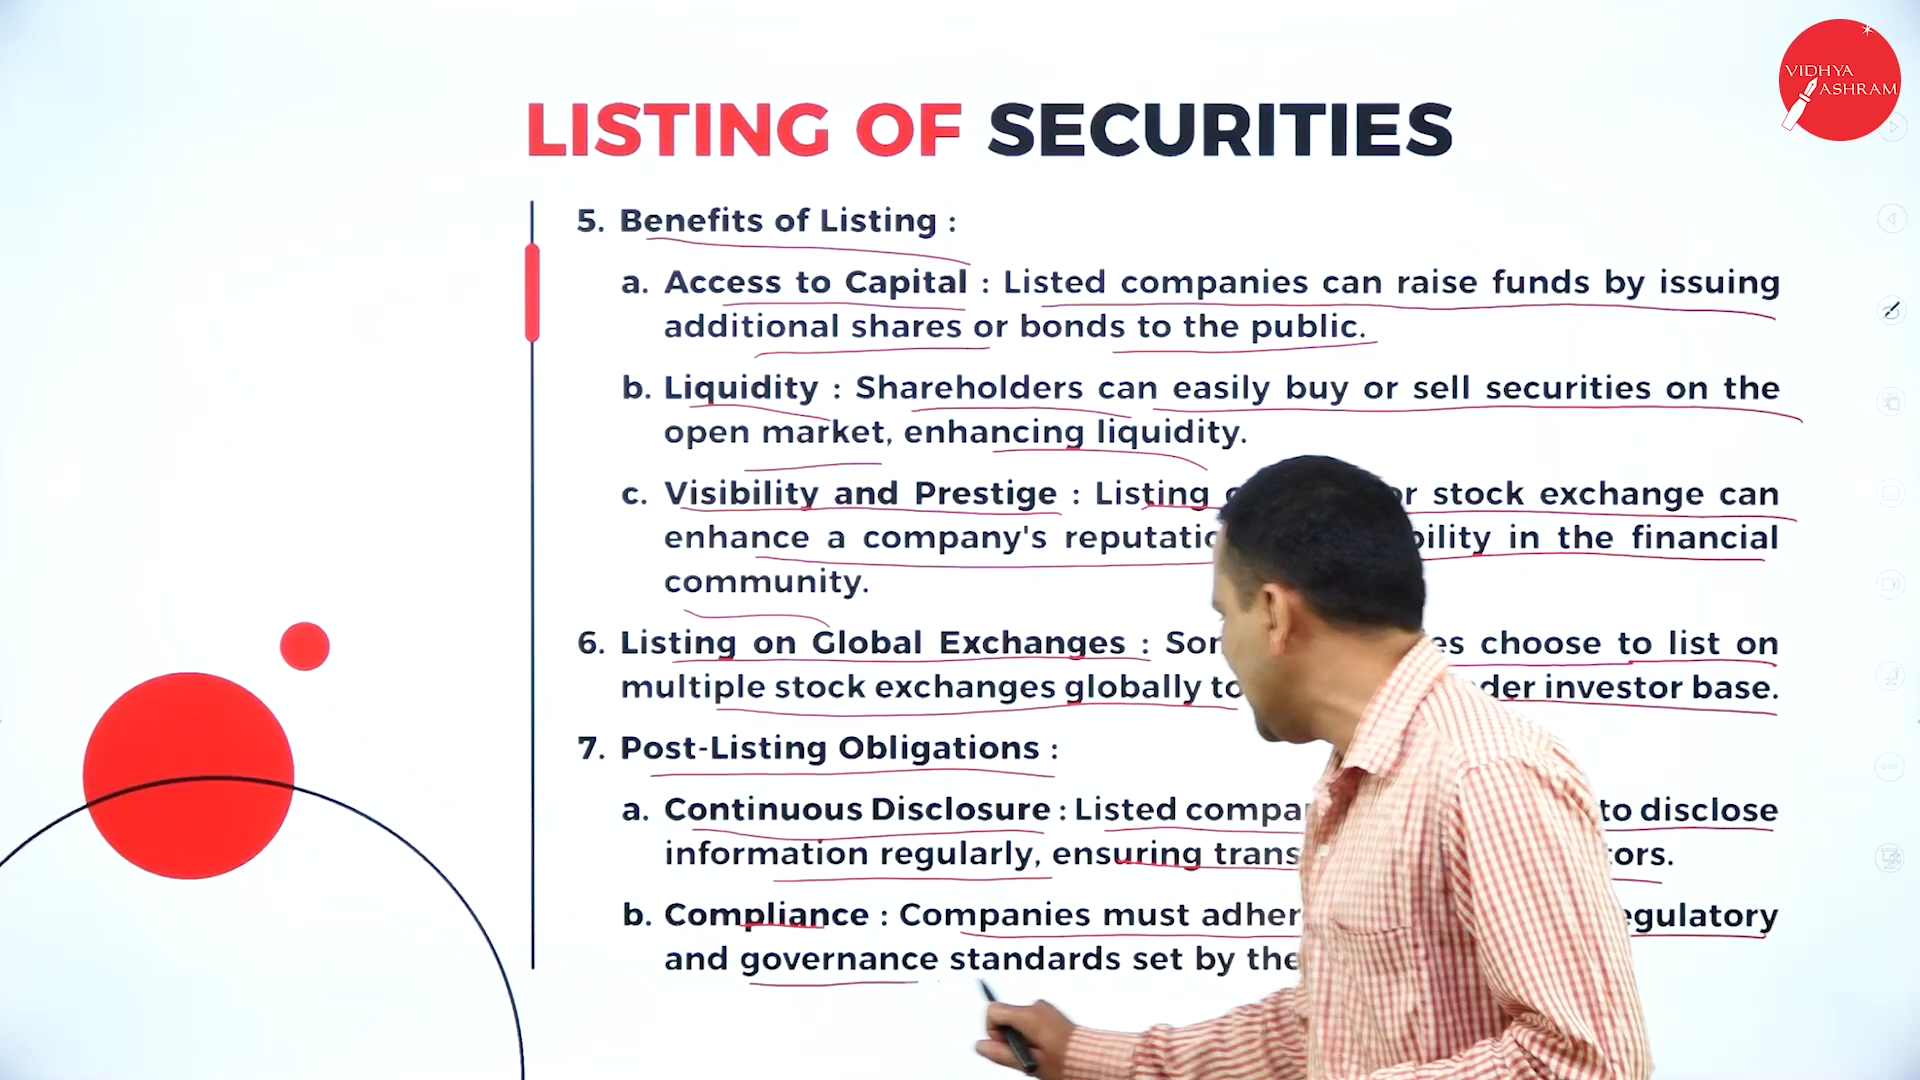 VIDHYA
ASHRAM
LISTING OF SECURITIES
5. Benefits of Listing :
a. Access to Capital : Listed companies can raise funds by issuing
additional shares or bonds to the public.
b. Liquidity : Shareholders can easily buy or sell securities on the
open market, enhancing liquidity.
c. Visibility and Prestige : Listing stock exchange can
enhance a company's in the financial
community.
6. Listing on Global Exchanges : choose to list on
multiple stock exchanges globally to investor base.
7. Post-Listing Obligations :
a. Continuous Disclosure : Listed to disclose
information regularly, ensuring
b. Compliance : Companies must
and governance standards set by the